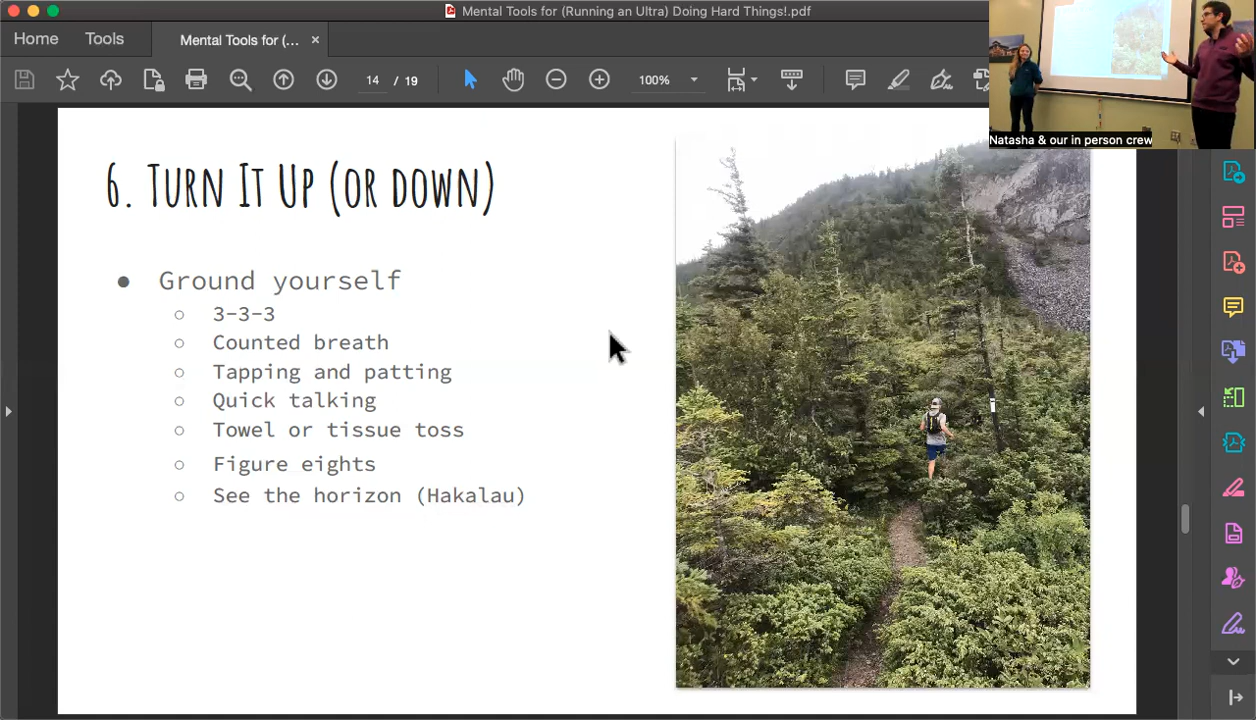 Mental Tools for (Running an Ultra) Doing Hard Things!.pdf
Home
Tools
Mental Tools for (... ×
14 / 19
100%
Natasha & our in person crew
6. Turn It Up (or down)
● Ground yourself
○ 3-3-3
○ Counted breath
○ Tapping and patting
○ Quick talking
○ Towel or tissue toss
○ Figure eights
○ See the horizon (Hakalau)